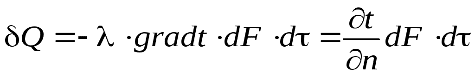 δQ = - λ · gradt · dF · dτ = ∂t/∂n dF · dτ